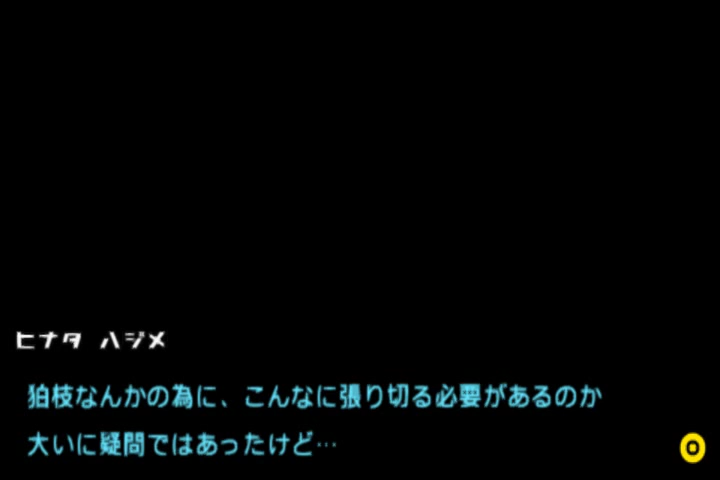 ヒナタ ハジメ
狛枝なんかの為に、こんなに張り切る必要があるのか
大いに疑問ではあったけど…